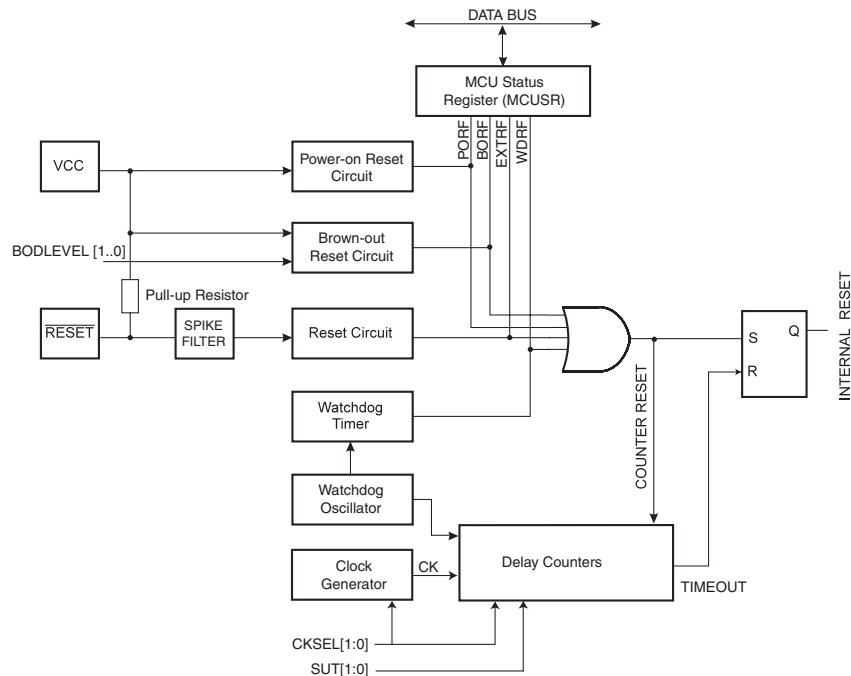 DATA BUS
MCU Status
Register (MCUSR)
PORF
BORF
EXTRF
WDRF
VCC
Power-on Reset
Circuit
BODLEVEL [1..0]
Brown-out
Reset Circuit
Pull-up Resistor
RESET
SPIKE
FILTER
Reset Circuit
S
Q
R
INTERNAL RESET
COUNTER RESET
Watchdog
Timer
Watchdog
Oscillator
Clock
Generator
CK
Delay Counters
TIMEOUT
CKSEL[1:0]
SUT[1:0]